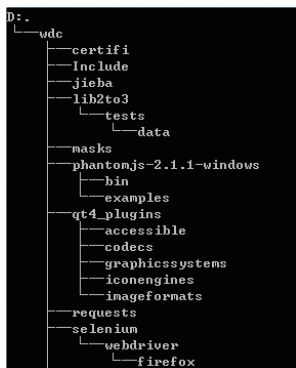 D:.
wdc
certifi
Include
jieba
lib2to3
tests
data
masks
phantomjs-2.1.1-windows
bin
examples
qt4_plugins
accessible
codecs
graphicssystems
iconengines
imageformats
requests
selenium
webdriver
firefox